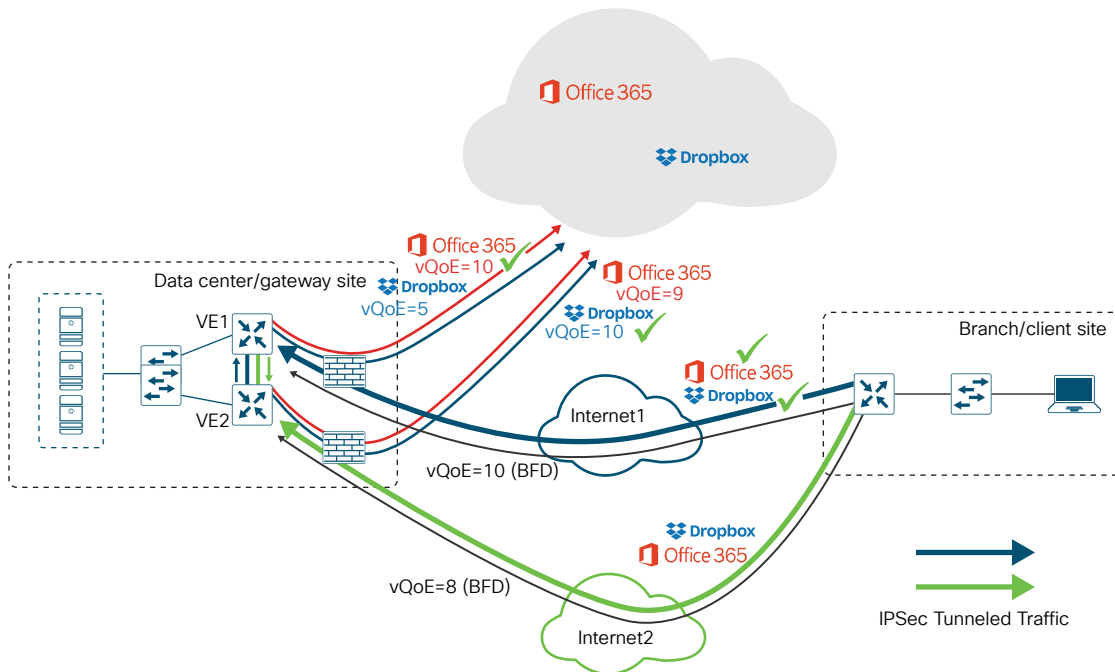 Office 365
Dropbox
Office 365
vQoE=10
Dropbox
vQoE=5
Office 365
vQoE=9
Dropbox
vQoE=10
Data center/gateway site
VE1
VE2
Branch/client site
Office 365
Dropbox
Internet1
vQoE=10 (BFD)
Dropbox
Office 365
vQoE=8 (BFD)
Internet2
IPSec Tunneled Traffic